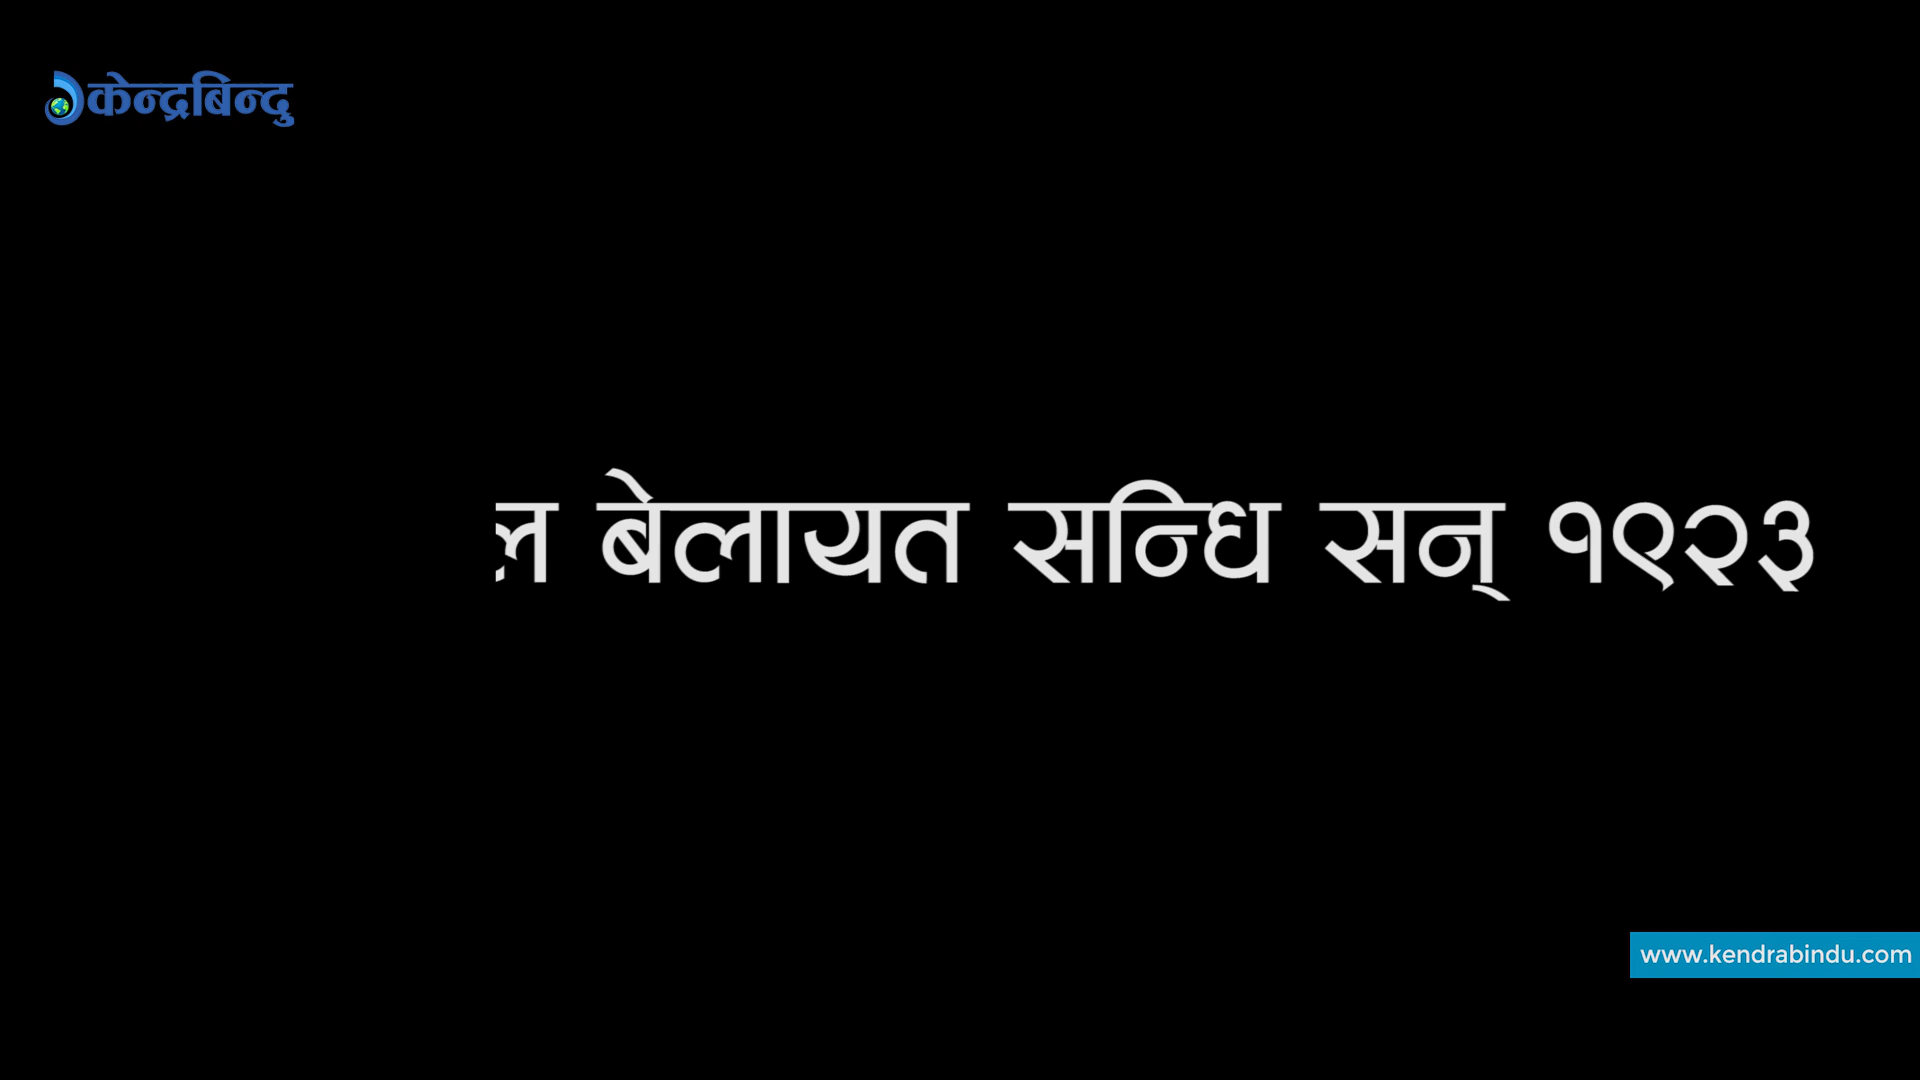 केन्द्रबिन्दु
ल बेलायत सन्धि सन् १९२३
www.kendrabindu.com